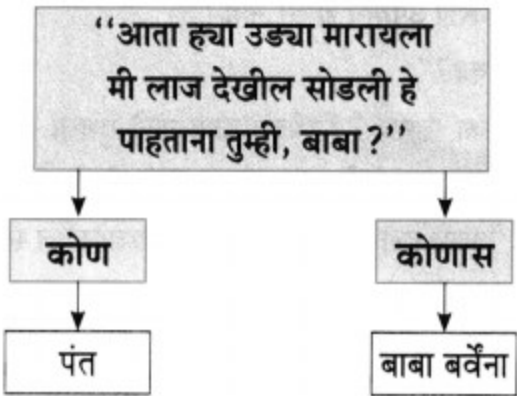 ‘‘आता ह्या उड्या मारायला
मी लाज देखील सोडली हे
पाहताना तुम्ही, बाबा ?’’
कोण
कोणास
पंत
बाबा बर्वेंना